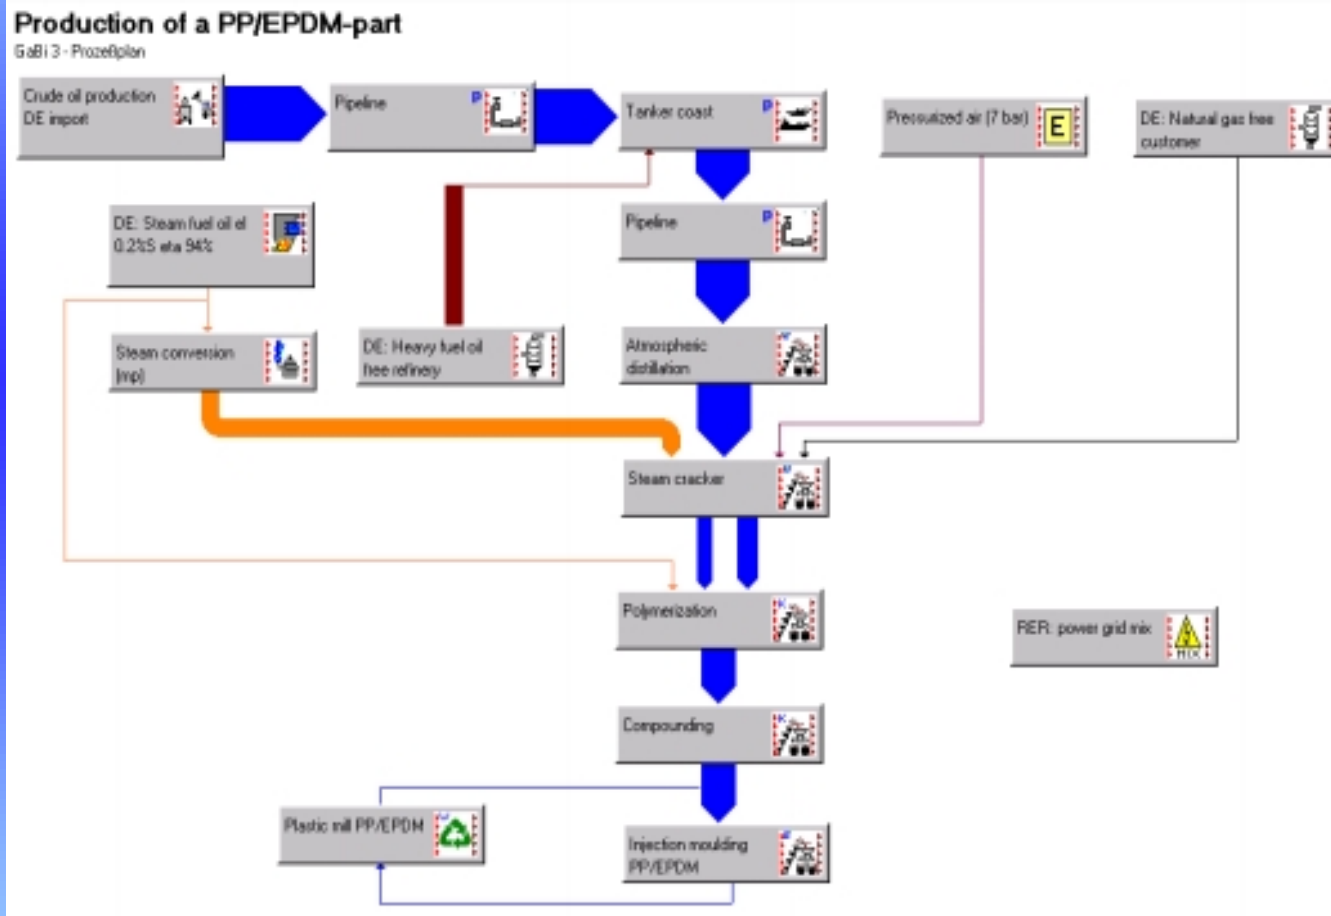 Production of a PP/EPDM-part
GaBi 3 - Prozeßplan
Crude oil production
DE import
Pipeline
P
Tanker coast
P
Pressurized air (7 bar)
E
DE: Natural gas free
customer
DE: Steam fuel oil el
0.2%S eta 94%
Pipeline
P
Steam conversion
(mp)
DE: Heavy fuel oil
free refinery
Atmospheric
distillation
Steam cracker
Polymerization
K
RER: power grid mix
MIX
Compounding
K
Plastic mill PP/EPDM
Injection moulding
PP/EPDM